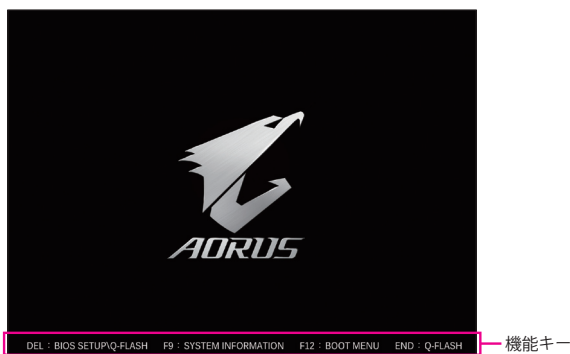 AORUS
DEL : BIOS SETUP\Q-FLASH F9 : SYSTEM INFORMATION F12 : BOOT MENU END : Q-FLASH
機能キー